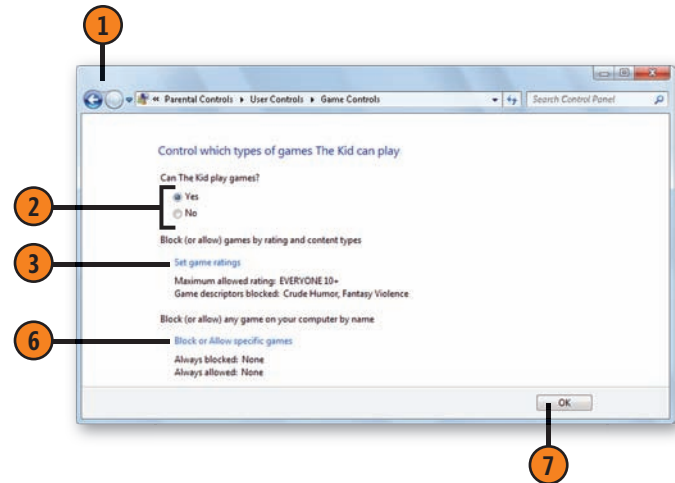 1
« Parental Controls ▸ User Controls ▸ Game Controls
Search Control Panel
Control which types of games The Kid can play
Can The Kid play games?
2
Yes
No
Block (or allow) games by rating and content types
3
Set game ratings
Maximum allowed rating: EVERYONE 10+
Game descriptors blocked: Crude Humor, Fantasy Violence
Block (or allow) any game on your computer by name
6
Block or Allow specific games
Always blocked: None
Always allowed: None
OK
7